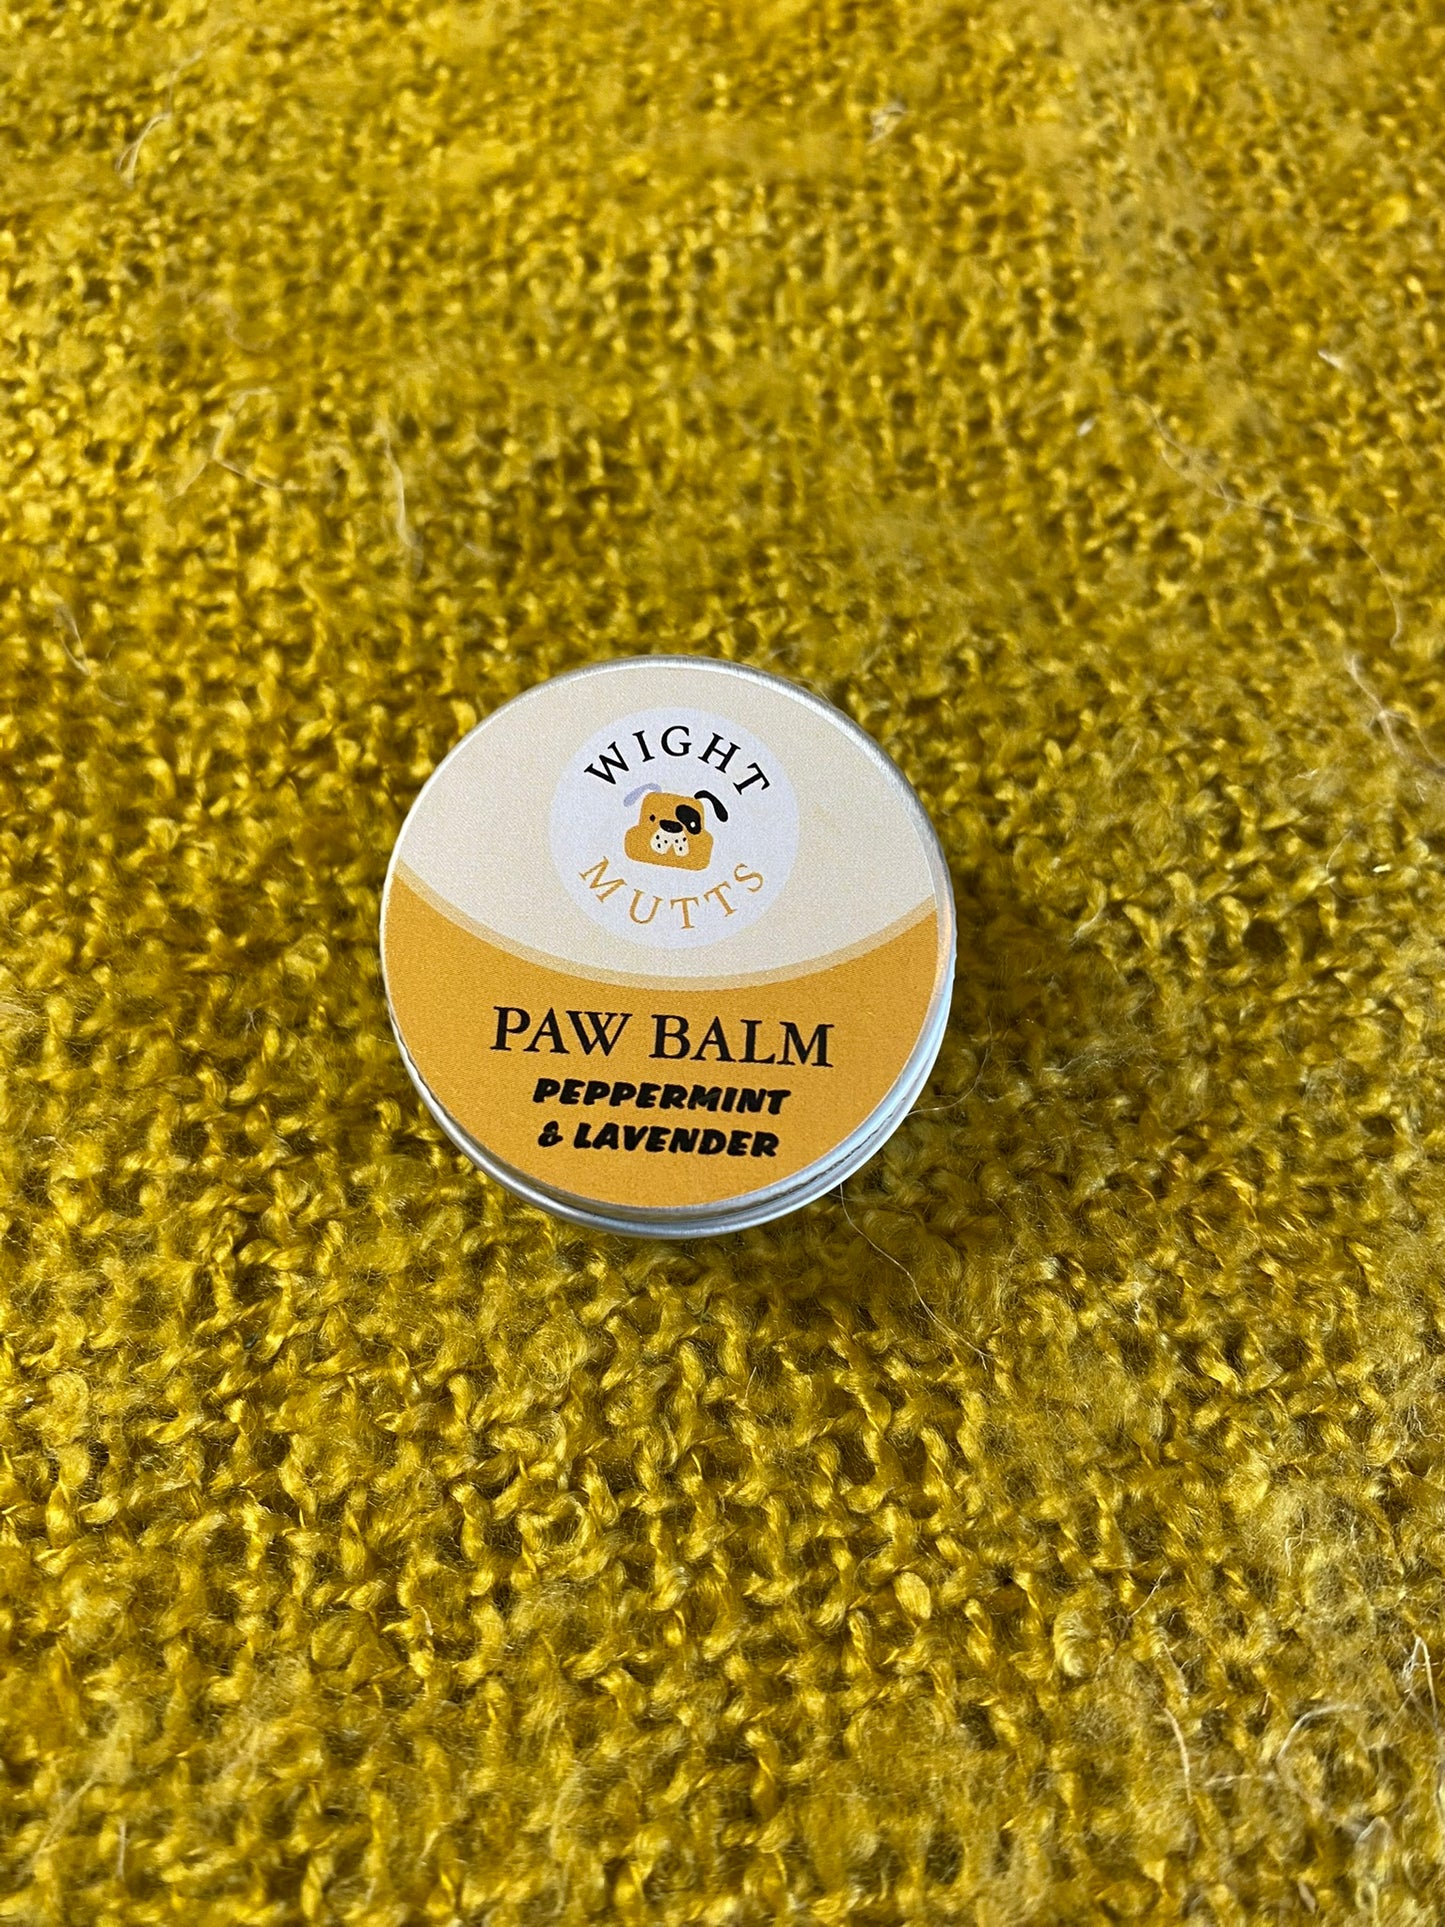 WIGHT
MUTTS
PAW BALM
PEPPERMINT
& LAVENDER